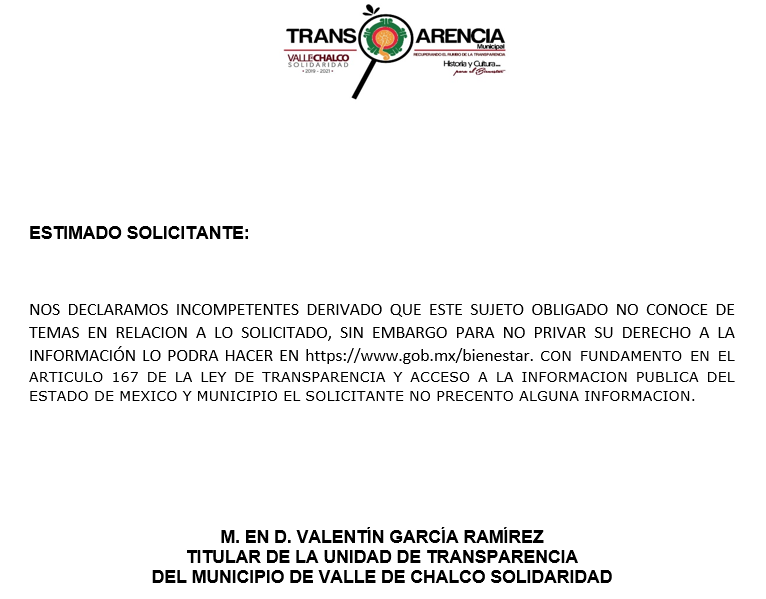 TRANS ARENCIA
Municipal
VALLECHALCO
SOLIDARIDAD
• 2019 - 2021 •
RECUPERANDO EL RUMBO DE LA TRANSPARENCIA
Historia y Cultura...
para el Bienestar
ESTIMADO SOLICITANTE:
NOS DECLARAMOS INCOMPETENTES DERIVADO QUE ESTE SUJETO OBLIGADO NO CONOCE DE
TEMAS EN RELACION A LO SOLICITADO, SIN EMBARGO PARA NO PRIVAR SU DERECHO A LA
INFORMACIÓN LO PODRA HACER EN https://www.gob.mx/bienestar. CON FUNDAMENTO EN EL
ARTICULO 167 DE LA LEY DE TRANSPARENCIA Y ACCESO A LA INFORMACION PUBLICA DEL
ESTADO DE MEXICO Y MUNICIPIO EL SOLICITANTE NO PRECENTO ALGUNA INFORMACION.
M. EN D. VALENTÍN GARCÍA RAMÍREZ
TITULAR DE LA UNIDAD DE TRANSPARENCIA
DEL MUNICIPIO DE VALLE DE CHALCO SOLIDARIDAD